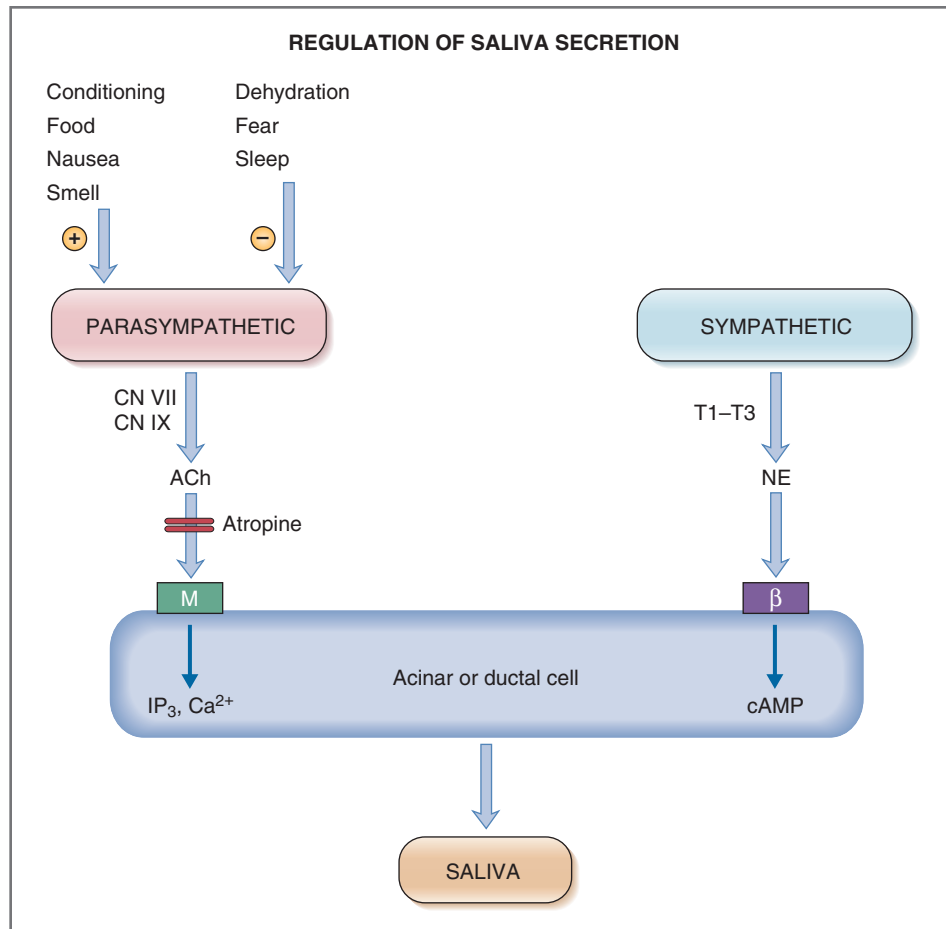 REGULATION OF SALIVA SECRETION
Conditioning
Food
Nausea
Smell
Dehydration
Fear
Sleep
+
−
PARASYMPATHETIC
SYMPATHETIC
CN VII
CN IX
T1–T3
ACh
NE
Atropine
M
β
Acinar or ductal cell
IP₃, Ca²⁺
cAMP
SALIVA